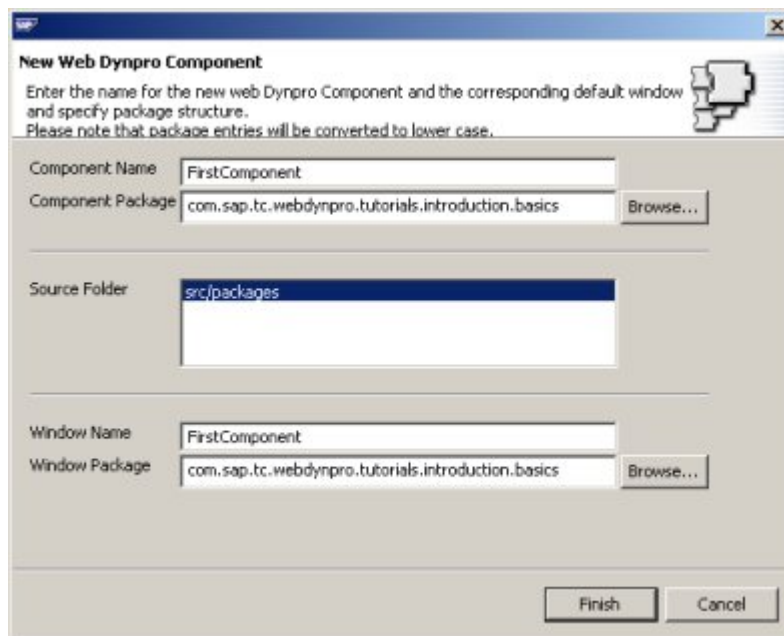 SAP
New Web Dynpro Component
Enter the name for the new web Dynpro Component and the corresponding default window
and specify package structure.
Please note that package entries will be converted to lower case.
Component Name FirstComponent
Component Package com.sap.tc.webdynpro.tutorials.introduction.basics Browse...
Source Folder src/packages
Window Name FirstComponent
Window Package com.sap.tc.webdynpro.tutorials.introduction.basics Browse...
Finish Cancel